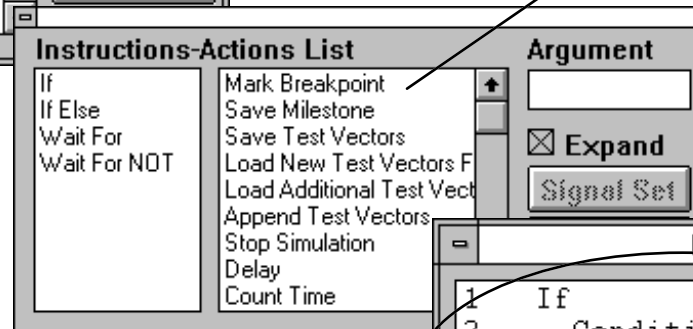 Instructions-Actions List
Argument
If
If Else
Wait For
Wait For NOT
Mark Breakpoint
Save Milestone
Save Test Vectors
Load New Test Vectors F
Load Additional Test Vect
Append Test Vectors
Stop Simulation
Delay
Count Time
Expand
Signal Set
1 If
2 Conditi